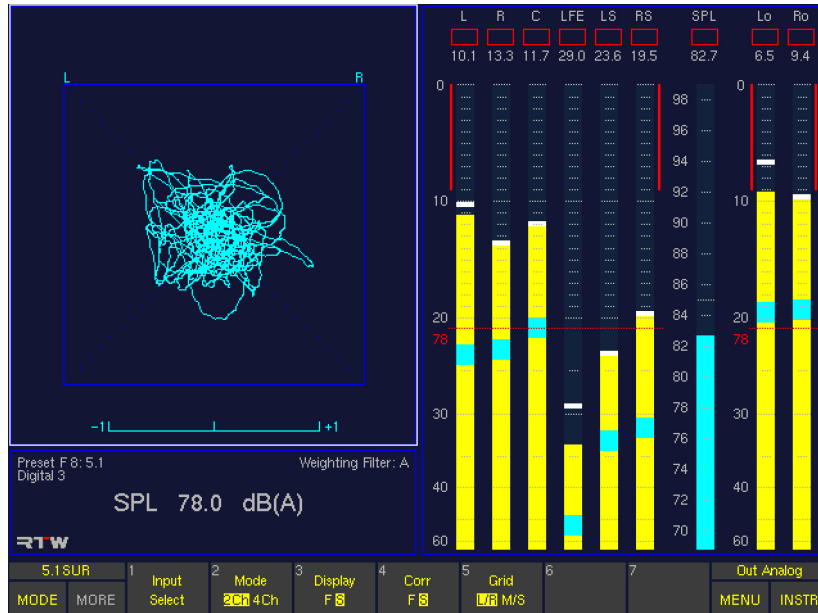 L R C LFE LS RS SPL Lo Ro
10.1 13.3 11.7 29.0 23.6 19.5 82.7 6.5 9.4
L R
0 98 0
96
94
92
10 90 10
88
86
84
20 20
78 82 78
80
30 78 30
76
74
40 72 40
70
60 60
-1 +1
Preset F 8: 5.1 Weighting Filter: A
Digital 3
SPL 78.0 dB(A)
RTW
5.1SUR 1 Input 2 Mode 3 Display 4 Corr 5 Grid 6 7 Out Analog
MODE MORE Select 2Ch 4Ch F S F S L/R M/S MENU INSTR